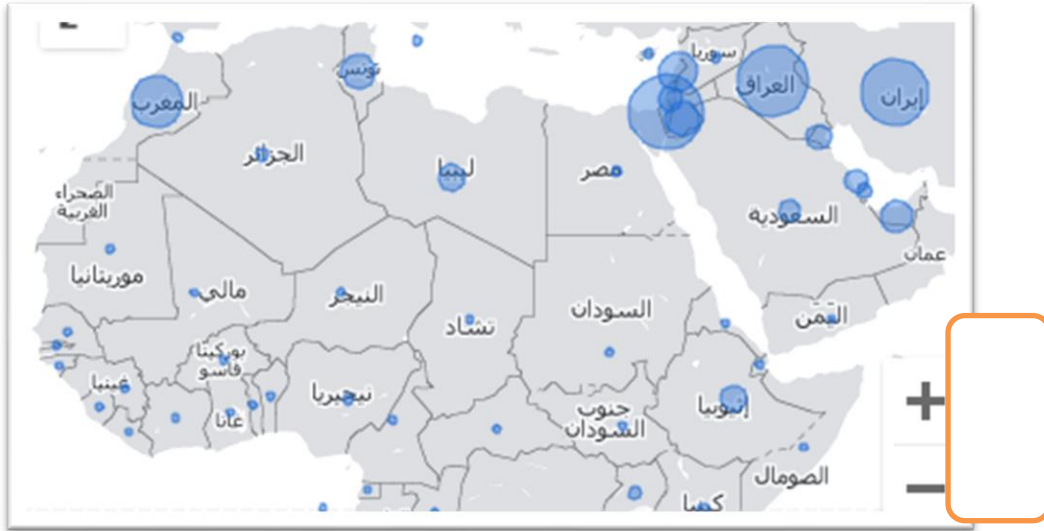 سوريا
تونس
العراق
إيران
المغرب
الجزائر
ليبيا
مصر
الصحراء
الغربية
السعودية
عمان
موريتانيا
مالي
النيجر
تشاد
السودان
اليَمَن
بوركينا
فاسو
غينيا
غانا
نيجيريا
جنوب
السودان
إثيوبيا
+
الصومال
−
كينيا